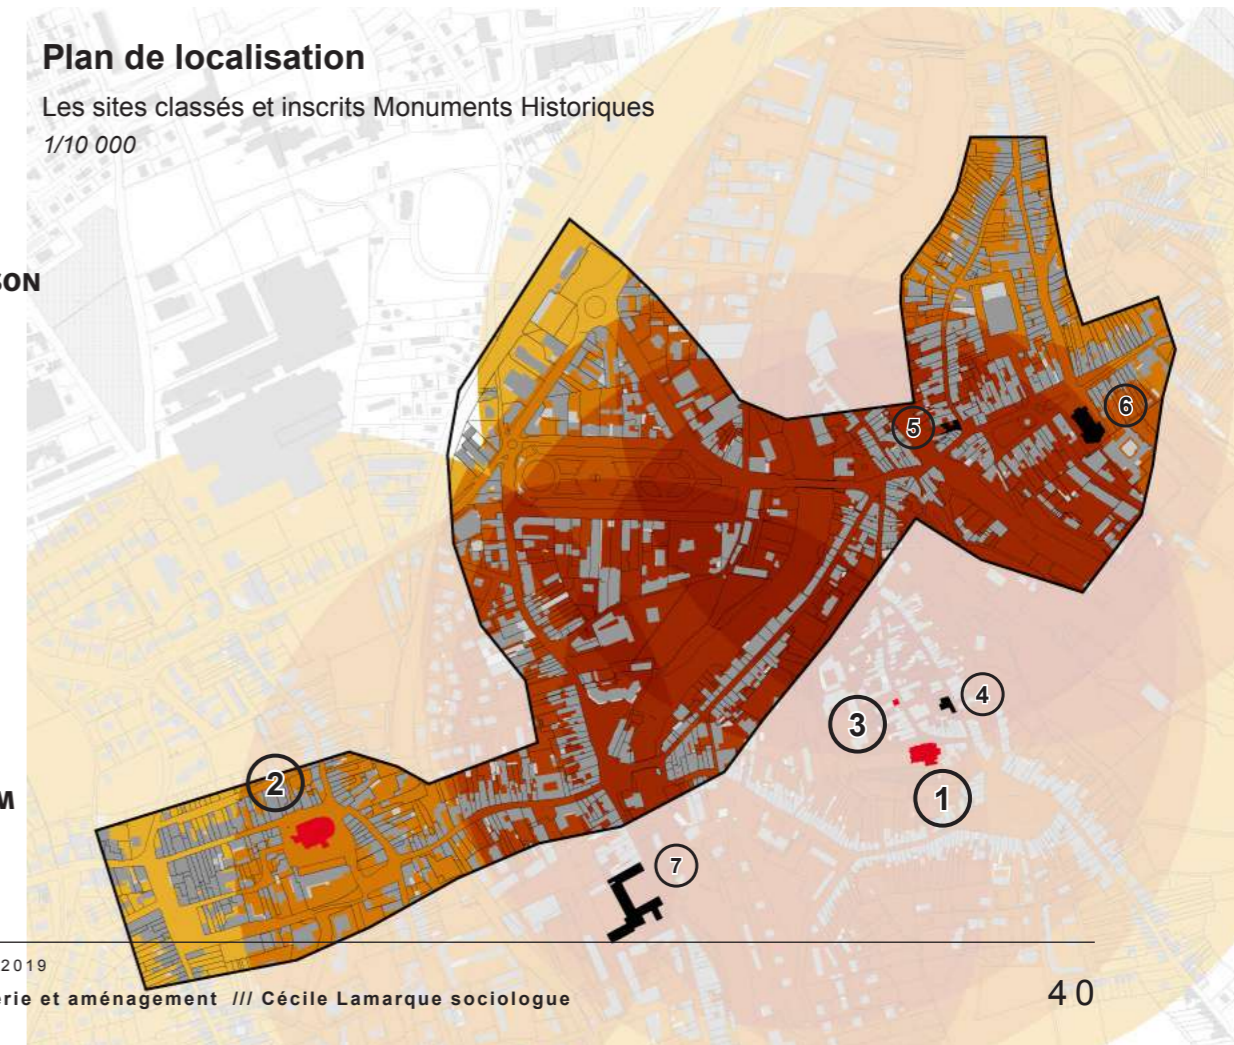 Plan de localisation
Les sites classés et inscrits Monuments Historiques
1/10 000
SON
6
5
4
3
2
M
1
7
2019
erie et aménagement /// Cécile Lamarque sociologue
40